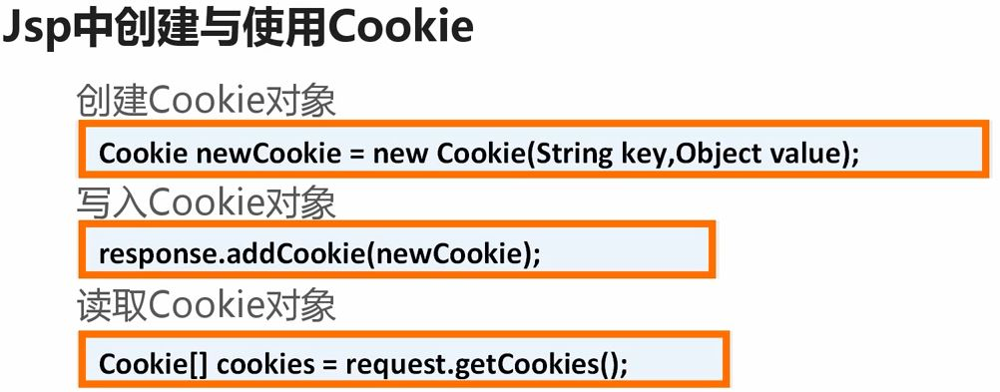 Jsp中创建与使用Cookie
创建Cookie对象
Cookie newCookie = new Cookie(String key,Object value);
写入Cookie对象
response.addCookie(newCookie);
读取Cookie对象
Cookie[] cookies = request.getCookies();